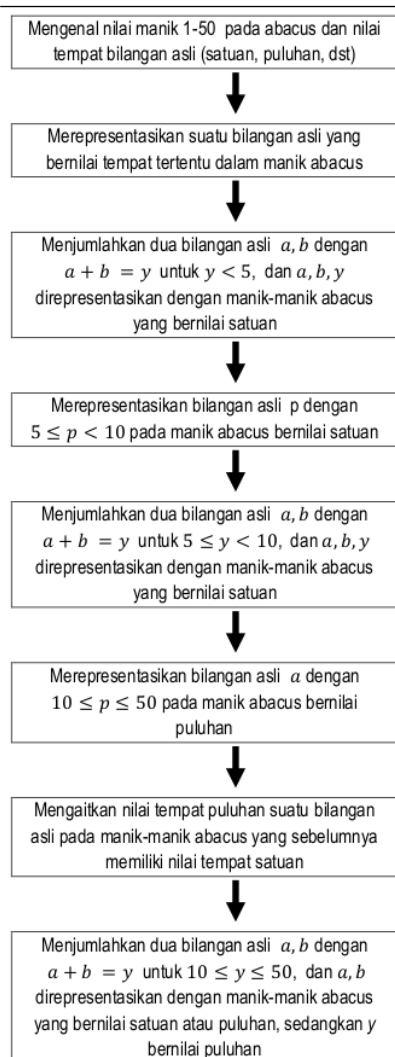 Mengenal nilai manik 1-50 pada abacus dan nilai
tempat bilangan asli (satuan, puluhan, dst)
Merepresentasikan suatu bilangan asli yang
bernilai tempat tertentu dalam manik abacus
Menjumlahkan dua bilangan asli a, b dengan
a + b = y untuk y < 5, dan a, b, y
direpresentasikan dengan manik-manik abacus
yang bernilai satuan
Merepresentasikan bilangan asli p dengan
5 ≤ p < 10 pada manik abacus bernilai satuan
Menjumlahkan dua bilangan asli a, b dengan
a + b = y untuk 5 ≤ y < 10, dan a, b, y
direpresentasikan dengan manik-manik abacus
yang bernilai satuan
Merepresentasikan bilangan asli a dengan
10 ≤ p ≤ 50 pada manik abacus bernilai
puluhan
Mengaitkan nilai tempat puluhan suatu bilangan
asli pada manik-manik abacus yang sebelumnya
memiliki nilai tempat satuan
Menjumlahkan dua bilangan asli a, b dengan
a + b = y untuk 10 ≤ y ≤ 50, dan a, b
direpresentasikan dengan manik-manik abacus
yang bernilai satuan atau puluhan, sedangkan y
bernilai puluhan